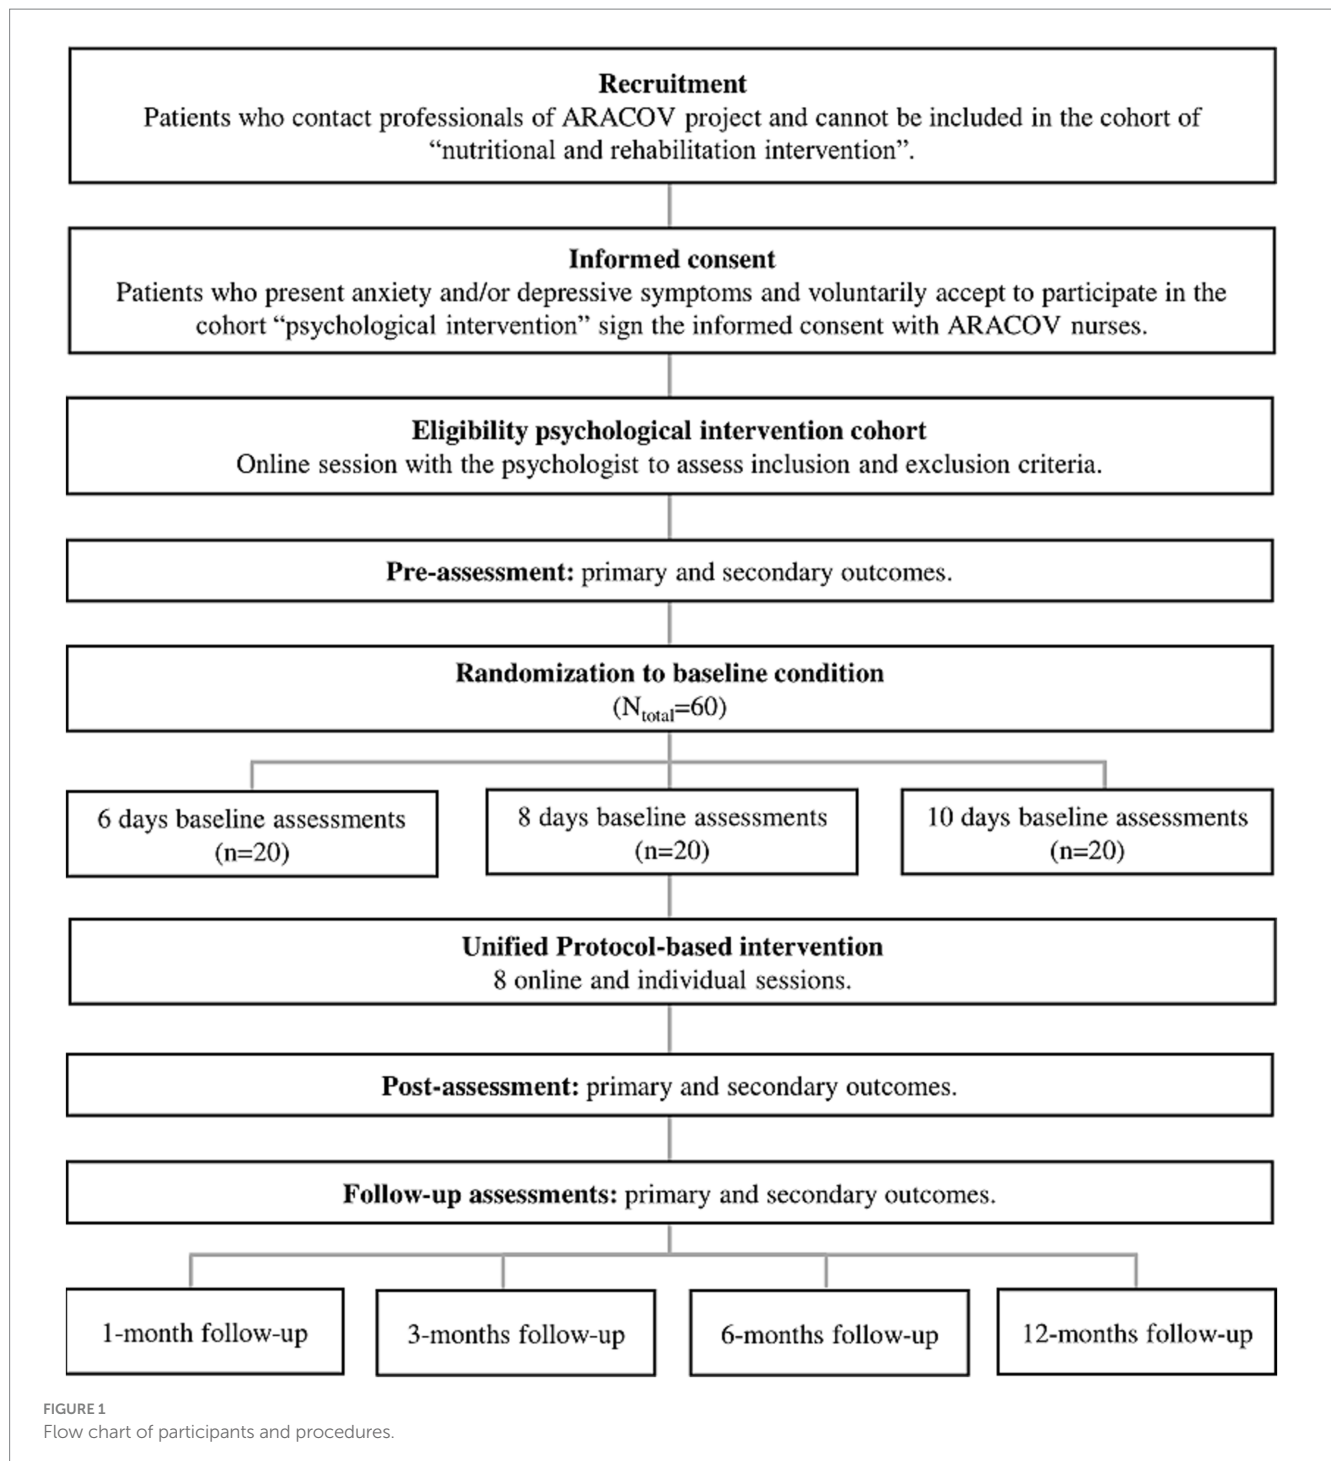 Recruitment
Patients who contact professionals of ARACOV project and cannot be included in the cohort of
“nutritional and rehabilitation intervention”.
Informed consent
Patients who present anxiety and/or depressive symptoms and voluntarily accept to participate in the
cohort “psychological intervention” sign the informed consent with ARACOV nurses.
Eligibility psychological intervention cohort
Online session with the psychologist to assess inclusion and exclusion criteria.
Pre-assessment: primary and secondary outcomes.
Randomization to baseline condition
(Ntotal=60)
6 days baseline assessments
(n=20)
8 days baseline assessments
(n=20)
10 days baseline assessments
(n=20)
Unified Protocol-based intervention
8 online and individual sessions.
Post-assessment: primary and secondary outcomes.
Follow-up assessments: primary and secondary outcomes.
1-month follow-up
3-months follow-up
6-months follow-up
12-months follow-up
FIGURE 1
Flow chart of participants and procedures.